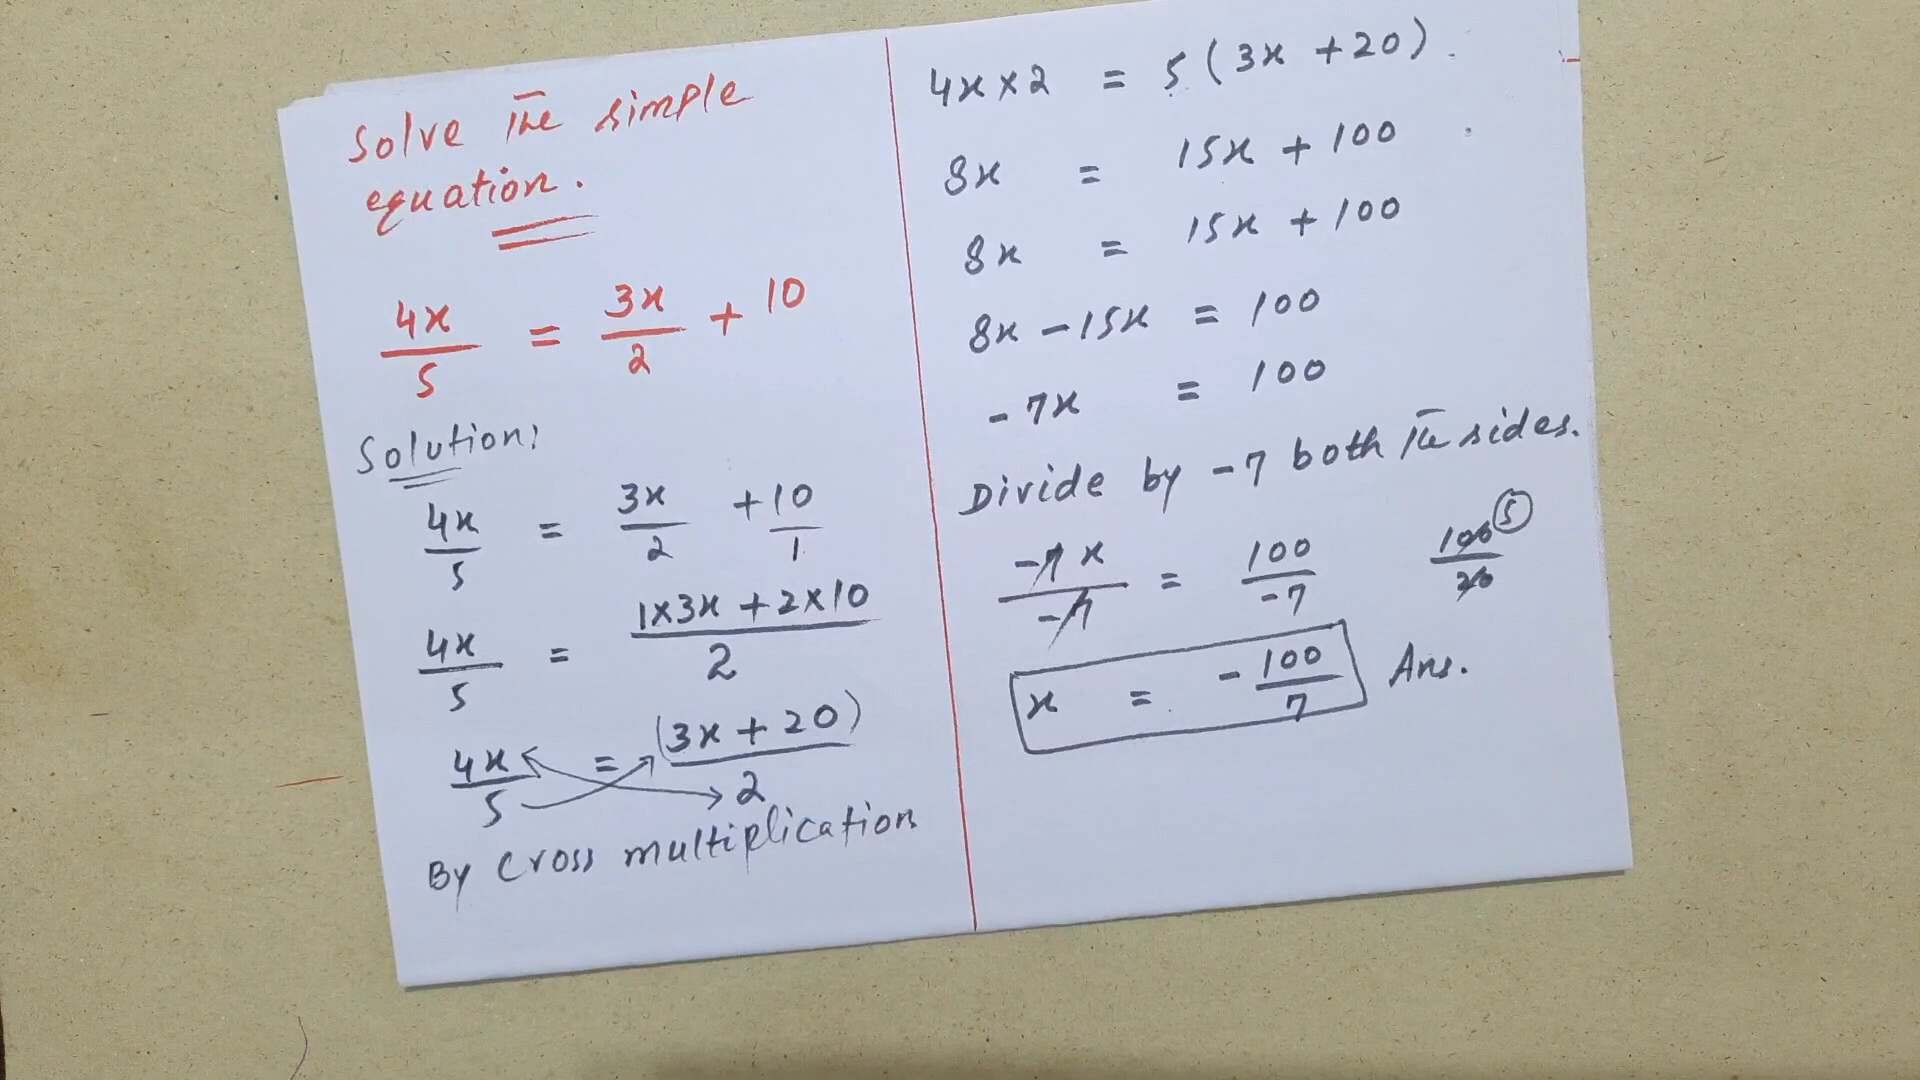 Solve the simple
equation.
4x/5 = 3x/2 + 10
Solution:
4x/5 = 3x/2 + 10/1
4x/5 = 1×3x + 2×10/2
4x/5 = (3x + 20)/2
By cross multiplication
4x×2 = 5(3x + 20).
8x = 15x + 100
8x = 15x + 100
8x - 15x = 100
-7x = 100
Divide by -7 both the sides.
-7x/-7 = 100/-7
100/20 5
x = -100/7 Ans.